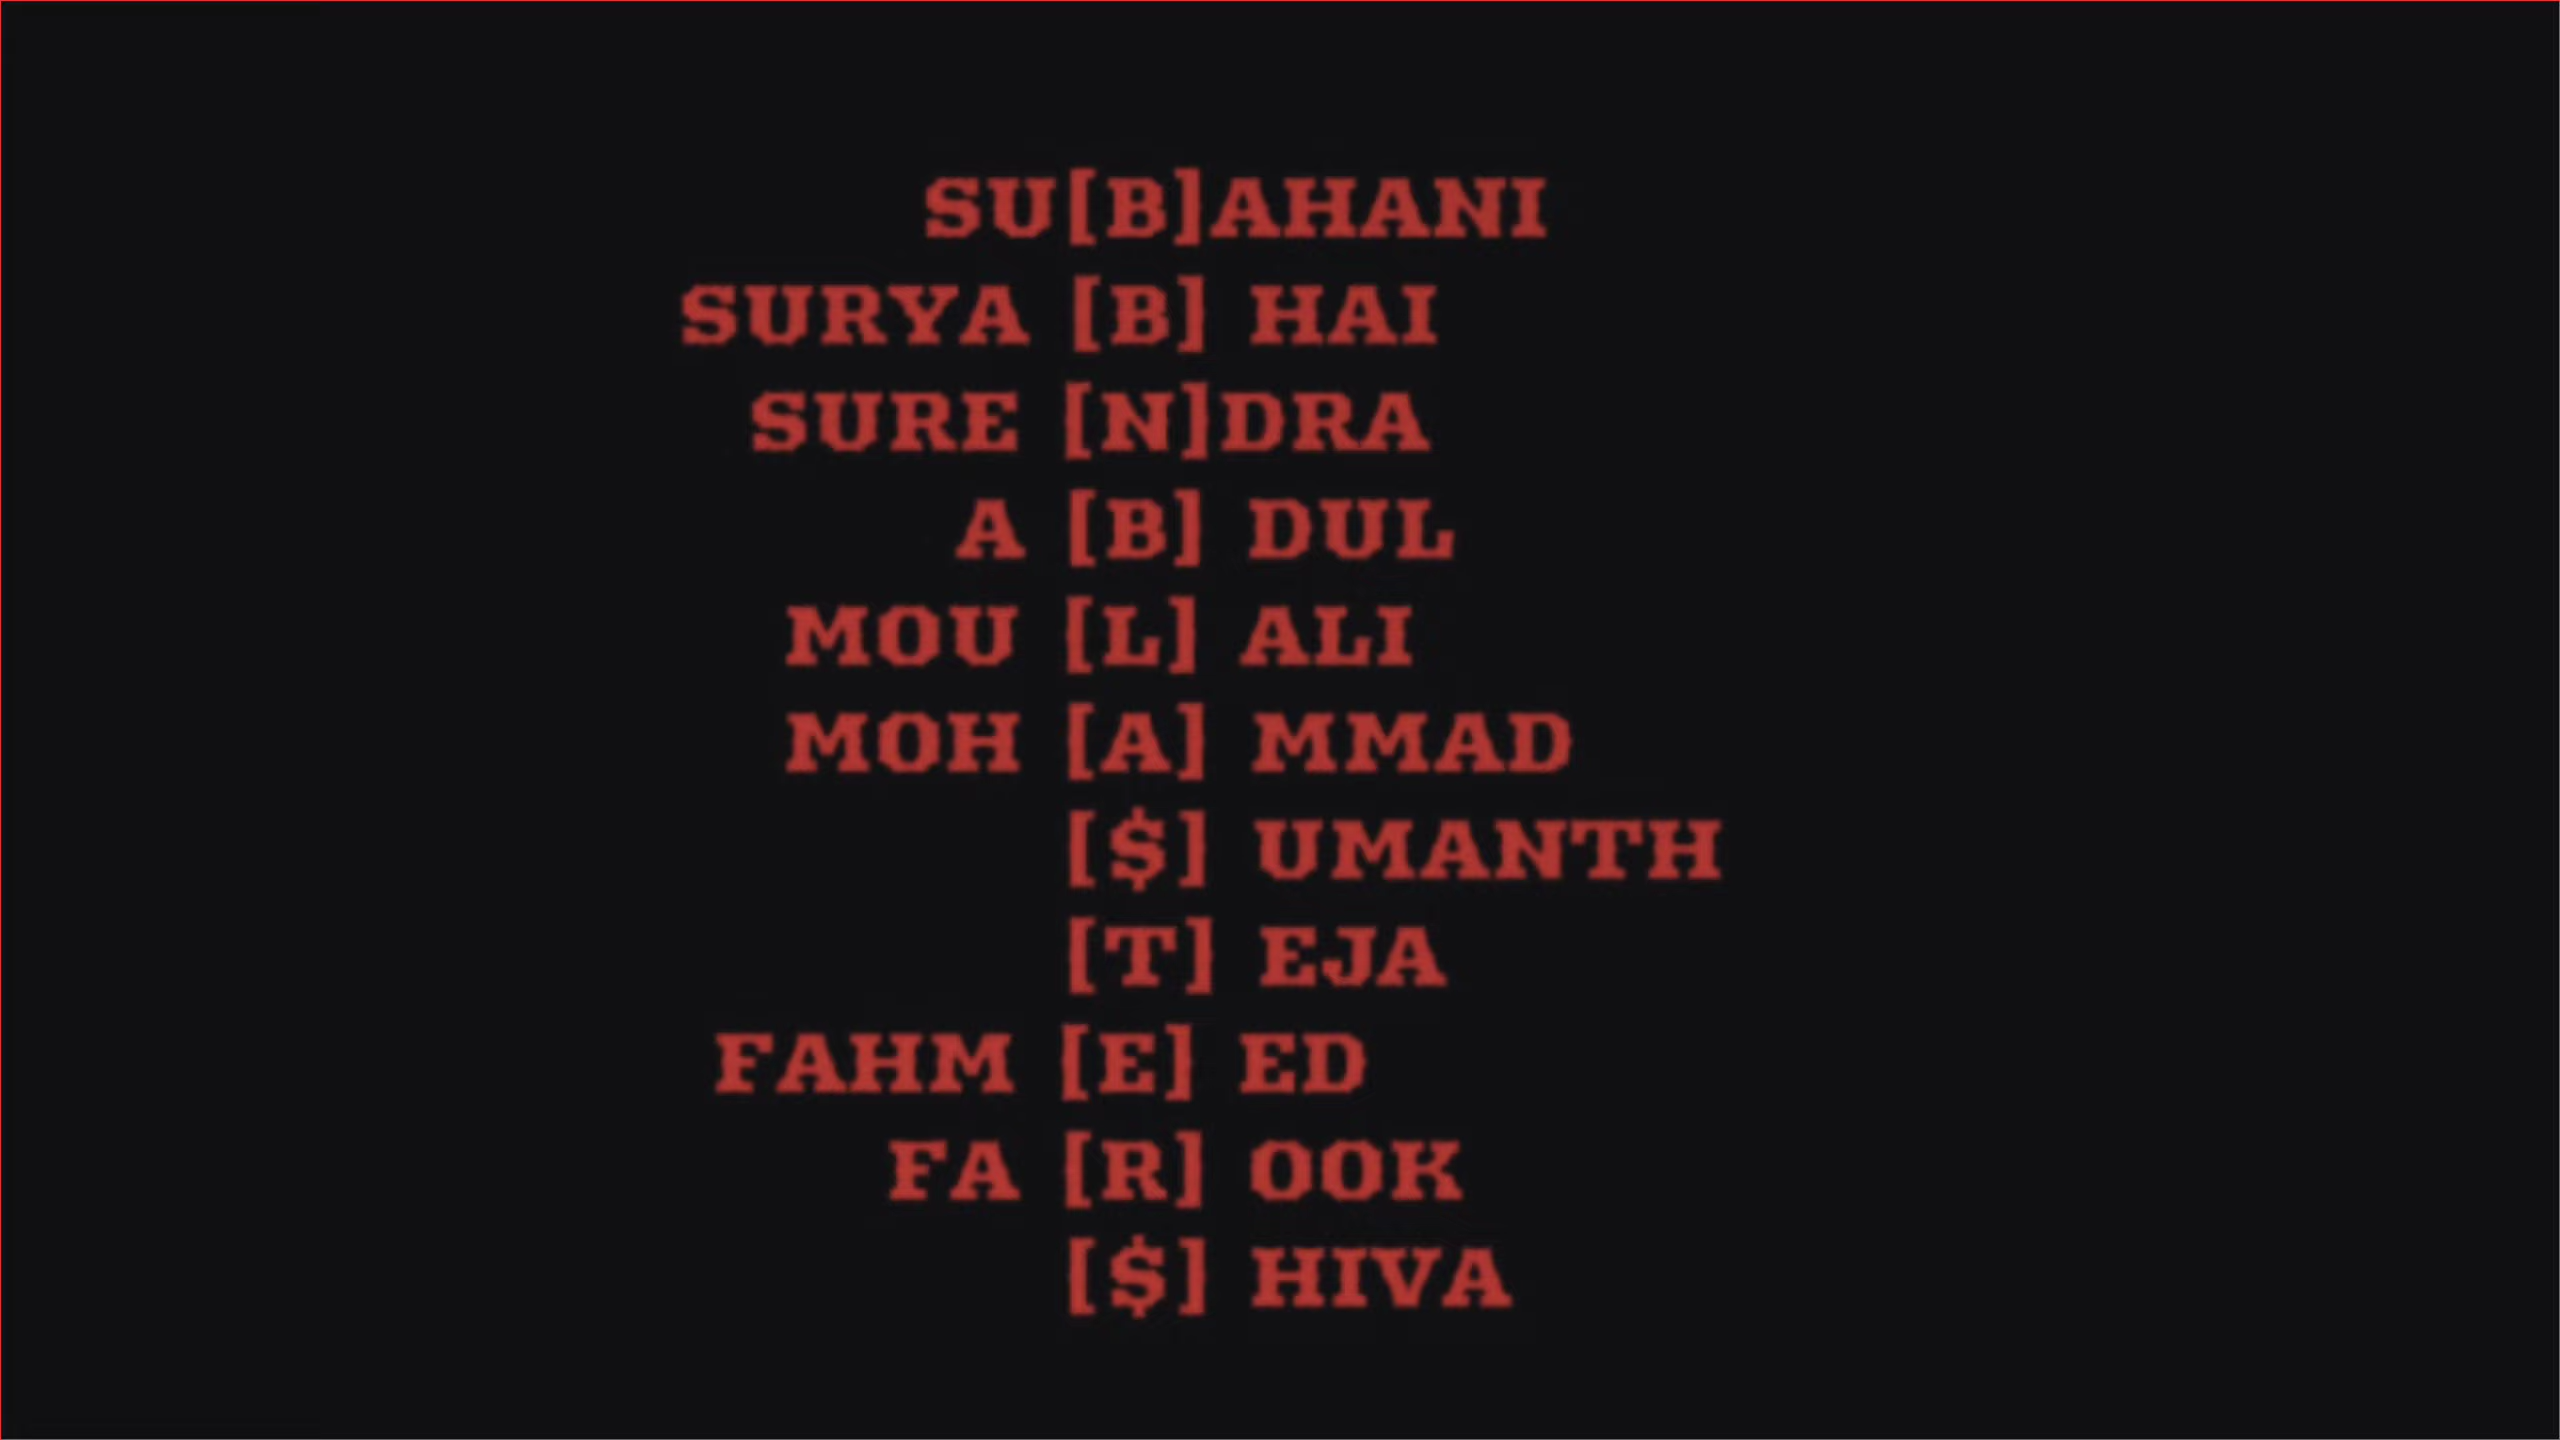 SU[B]AHANI
SURYA [B] HAI
SURE [N]DRA
A [B] DUL
MOU [L] ALI
MOH [A] MMAD
[$] UMANTH
[T] EJA
FAHM [E] ED
FA [R] OOK
[$] HIVA